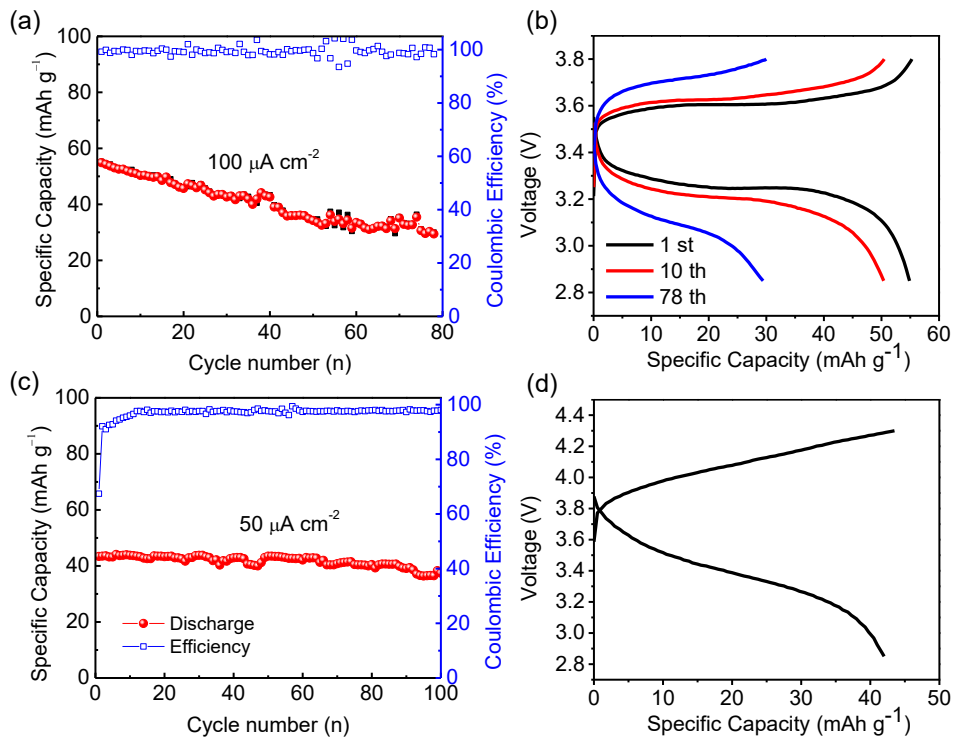 (a)
100
80
60
40
20
0
Specific Capacity (mAh g⁻¹)
100 μA cm⁻²
0 20 40 60 80
Cycle number (n)
100
80
60
40
20
0
Coulombic Efficiency (%)
(b)
3.8
3.6
3.4
3.2
3.0
2.8
Voltage (V)
1 st
10 th
78 th
0 10 20 30 40 50 60
Specific Capacity (mAh g⁻¹)
(c)
100
80
60
40
20
0
Specific Capacity (mAh g⁻¹)
50 μA cm⁻²
Discharge
Efficiency
0 20 40 60 80 100
Cycle number (n)
100
80
60
40
20
0
Coulombic Efficiency (%)
(d)
4.4
4.2
4.0
3.8
3.6
3.4
3.2
3.0
2.8
Voltage (V)
0 10 20 30 40 50
Specific Capacity (mAh g⁻¹)